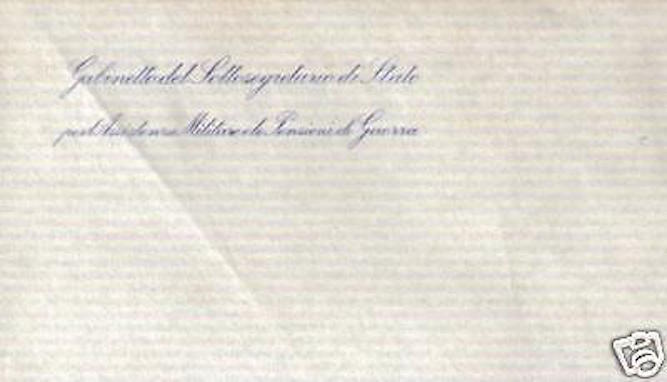 Gabinetto del Sottosegretario di Stato
per l'Assistenza Militare e le Pensioni di Guerra